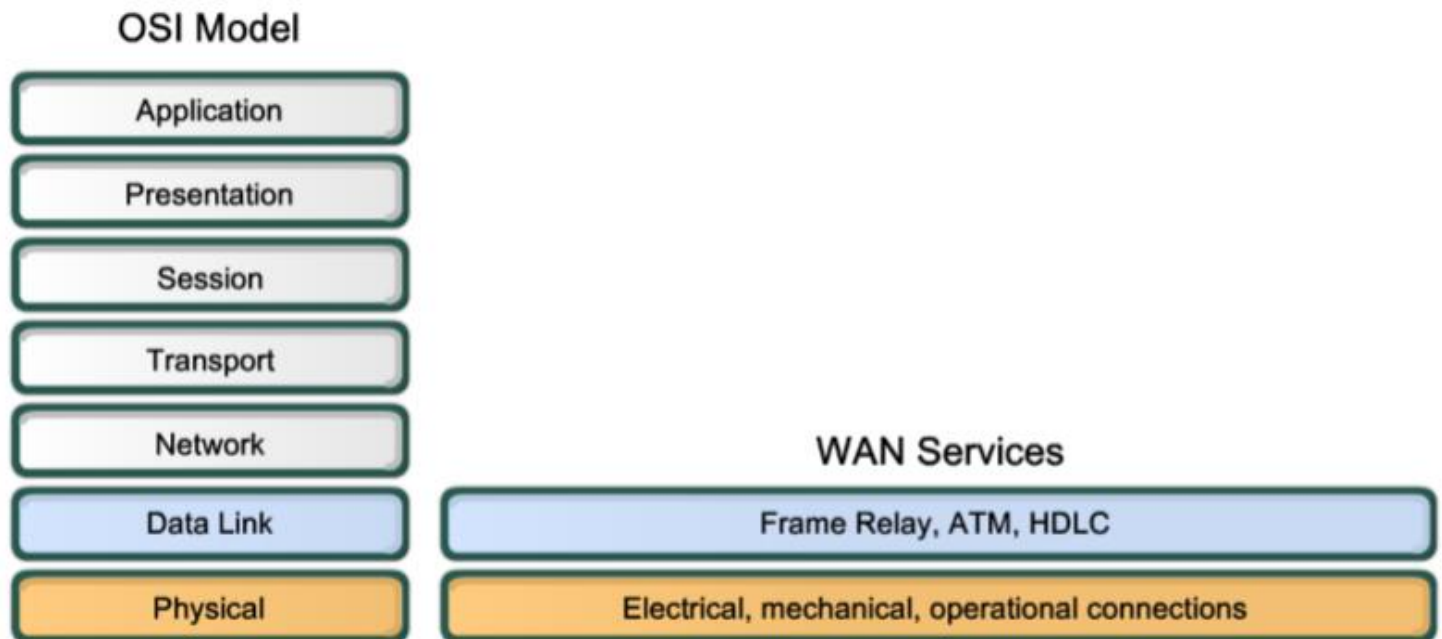 OSI Model
Application
Presentation
Session
Transport
Network
WAN Services
Data Link
Frame Relay, ATM, HDLC
Physical
Electrical, mechanical, operational connections